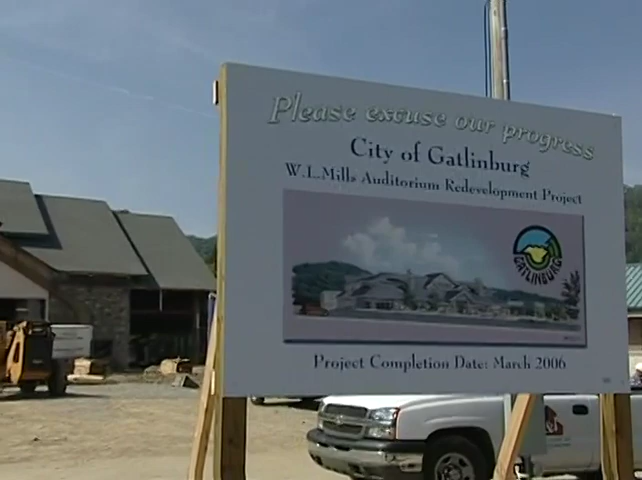 Please excuse our progress
City of Gatlinburg
W.L.Mills Auditorium Redevelopment Project
GATLINBURG
Project Completion Date: March 2006